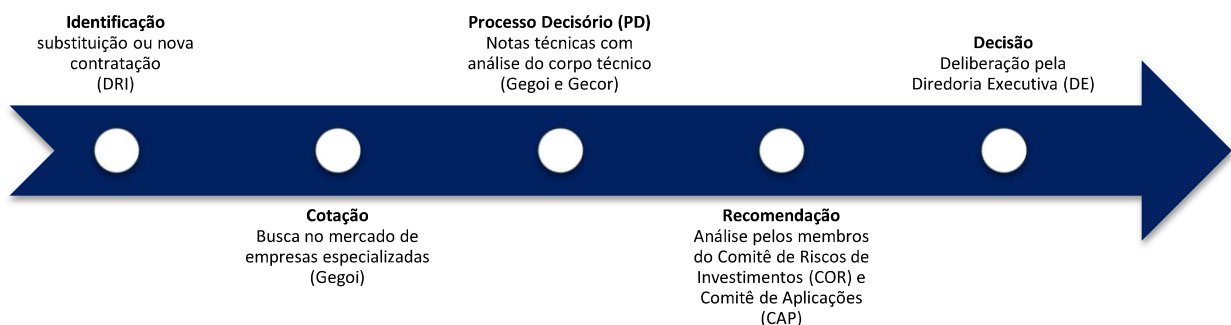 Identificação
substituição ou nova
contratação
(DRI)
Cotação
Busca no mercado de
empresas especializadas
(Gegoi)
Processo Decisório (PD)
Notas técnicas com
análise do corpo técnico
(Gegoi e Gecor)
Recomendação
Análise pelos membros
do Comitê de Riscos de
Investimentos (COR) e
Comitê de Aplicações
(CAP)
Decisão
Deliberação pela
Diredoria Executiva (DE)